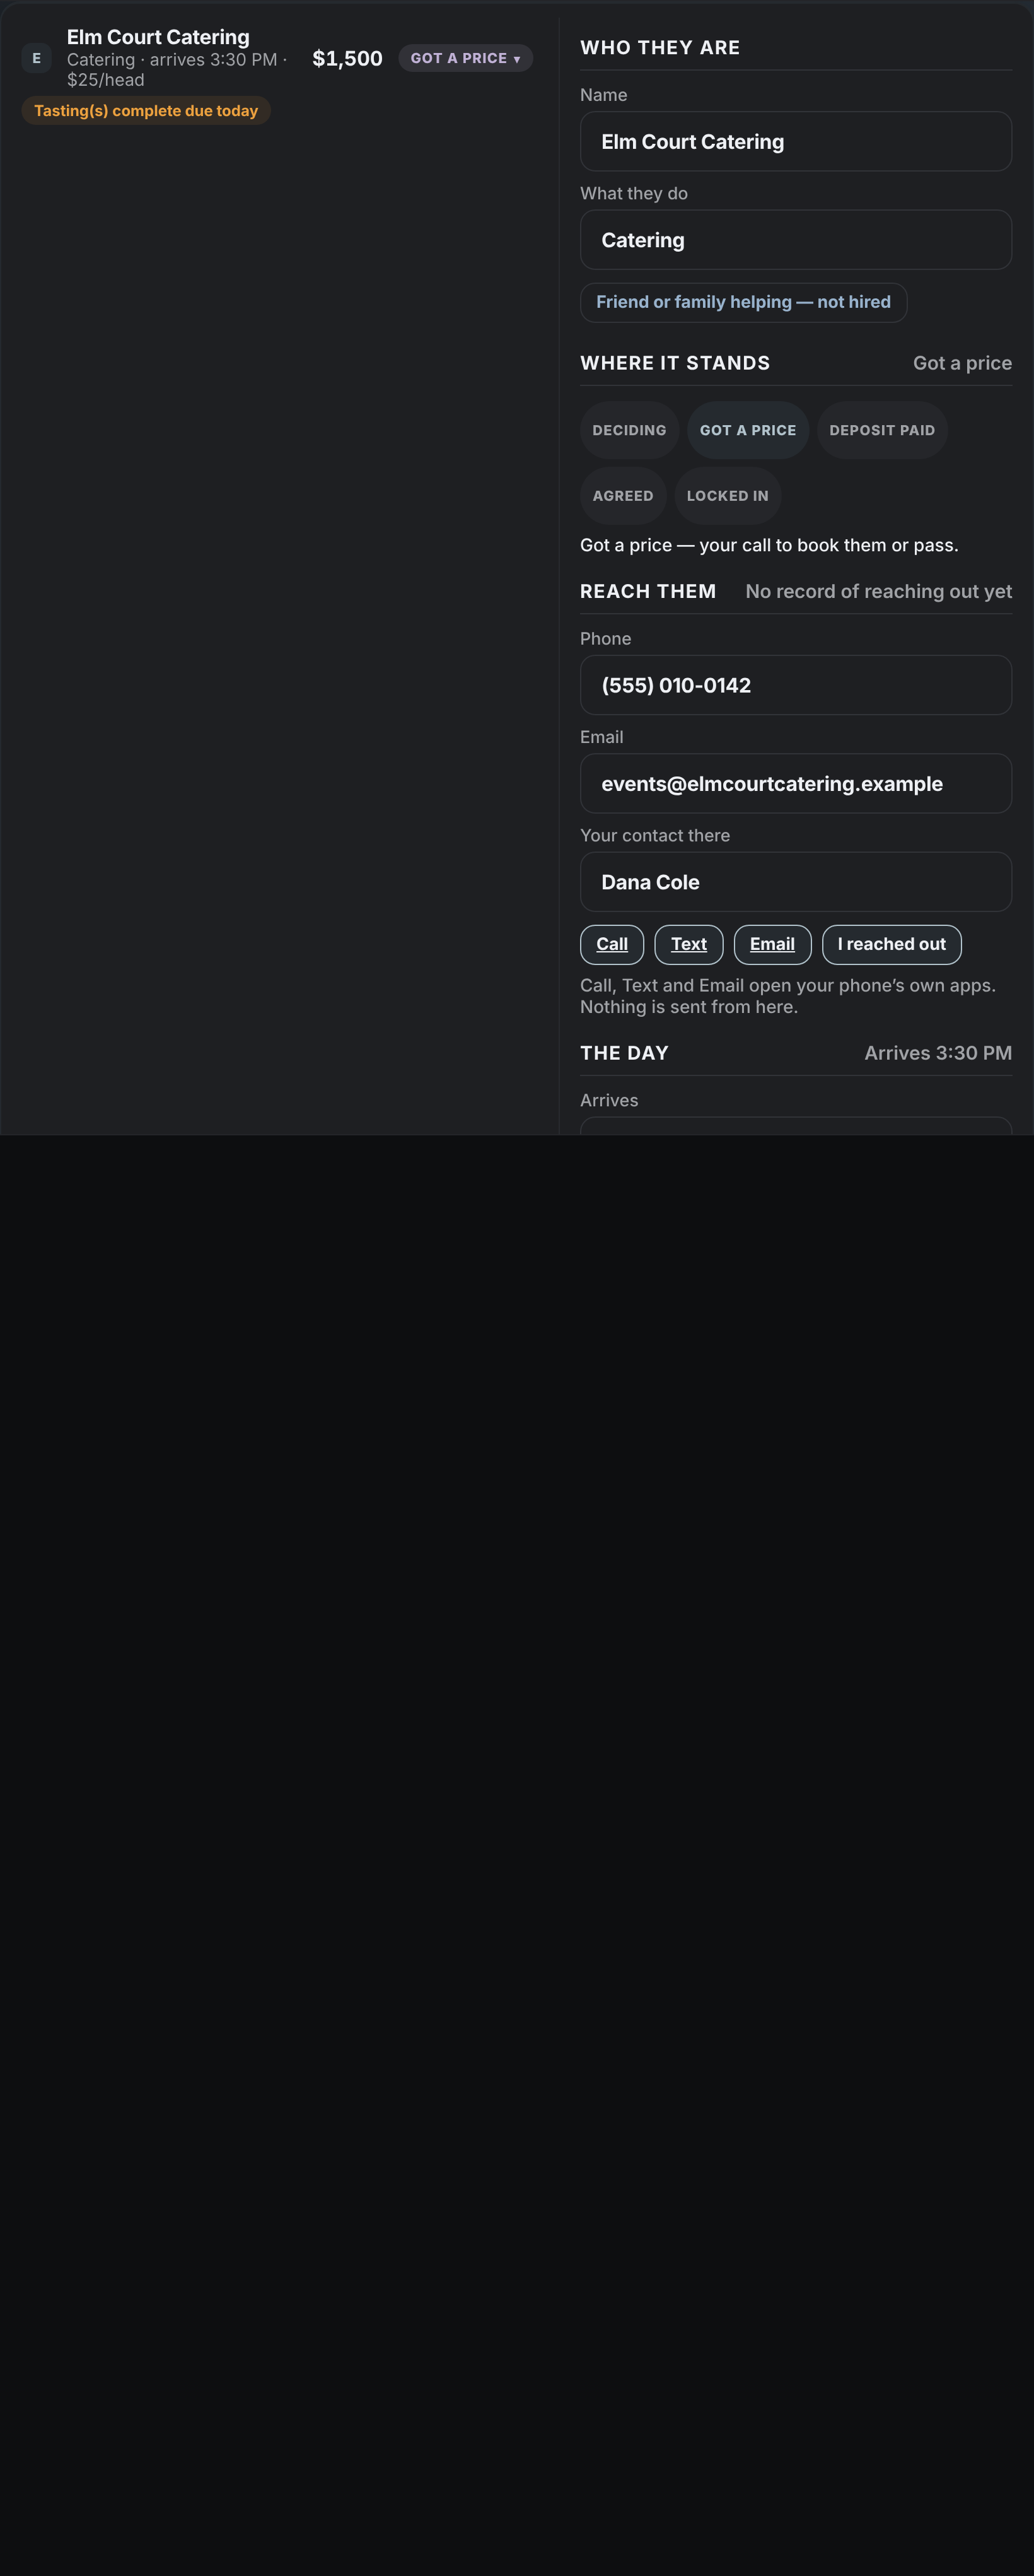 E
Elm Court Catering
Catering · arrives 3:30 PM ·
$25/head
$1,500
GOT A PRICE ▾
Tasting(s) complete due today
WHO THEY ARE
Name
Elm Court Catering
What they do
Catering
Friend or family helping — not hired
WHERE IT STANDS Got a price
DECIDING GOT A PRICE DEPOSIT PAID
AGREED LOCKED IN
Got a price — your call to book them or pass.
REACH THEM No record of reaching out yet
Phone
(555) 010-0142
Email
events@elmcourtcatering.example
Your contact there
Dana Cole
Call Text Email I reached out
Call, Text and Email open your phone’s own apps.
Nothing is sent from here.
THE DAY Arrives 3:30 PM
Arrives